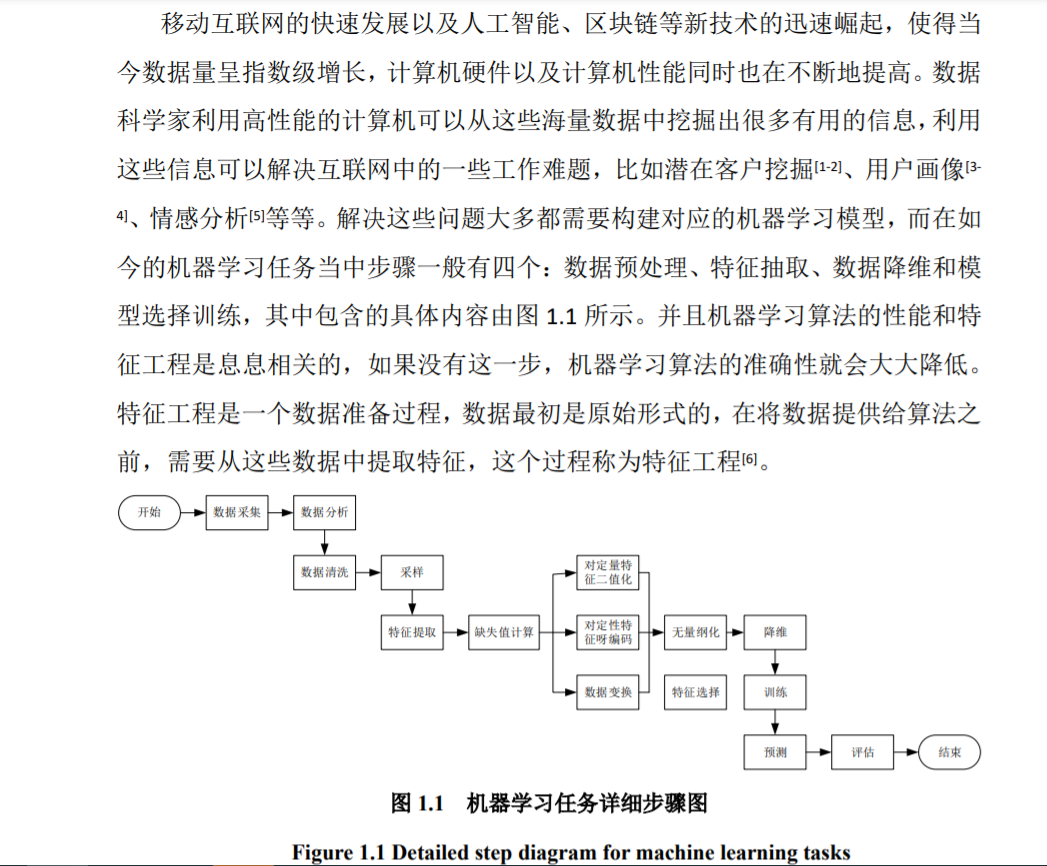 移动互联网的快速发展以及人工智能、区块链等新技术的迅速崛起，使得当
今数据量呈指数级增长，计算机硬件以及计算机性能同时也在不断地提高。数据
科学家利用高性能的计算机可以从这些海量数据中挖掘出很多有用的信息，利用
这些信息可以解决互联网中的一些工作难题，比如潜在客户挖掘[1-2]、用户画像[3-
4]、情感分析[5]等等。解决这些问题大多都需要构建对应的机器学习模型，而在如
今的机器学习任务当中步骤一般有四个：数据预处理、特征抽取、数据降维和模
型选择训练，其中包含的具体内容由图 1.1 所示。并且机器学习算法的性能和特
征工程是息息相关的，如果没有这一步，机器学习算法的准确性就会大大降低。
特征工程是一个数据准备过程，数据最初是原始形式的，在将数据提供给算法之
前，需要从这些数据中提取特征，这个过程称为特征工程[6]。
开始
数据采集
数据分析
数据清洗
采样
特征提取
缺失值计算
对定量特
征二值化
对定性特
征呀编码
数据变换
无量纲化
特征选择
降维
训练
预测
评估
结束
图 1.1 机器学习任务详细步骤图
Figure 1.1 Detailed step diagram for machine learning tasks